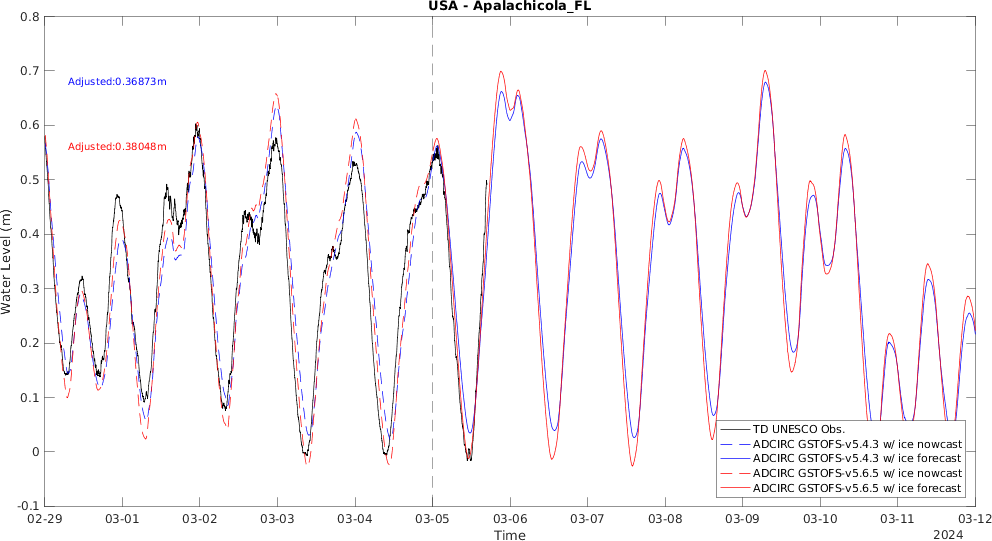 USA - Apalachicola_FL
0.8
0.7
0.6
0.5
0.4
0.3
0.2
0.1
0
-0.1
Water Level (m)
Adjusted:0.36873m
Adjusted:0.38048m
TD UNESCO Obs.
ADCIRC GSTOFS-v5.4.3 w/ ice nowcast
ADCIRC GSTOFS-v5.4.3 w/ ice forecast
ADCIRC GSTOFS-v5.6.5 w/ ice nowcast
ADCIRC GSTOFS-v5.6.5 w/ ice forecast
02-29 03-01 03-02 03-03 03-04 03-05 03-06 03-07 03-08 03-09 03-10 03-11 03-12
Time
2024